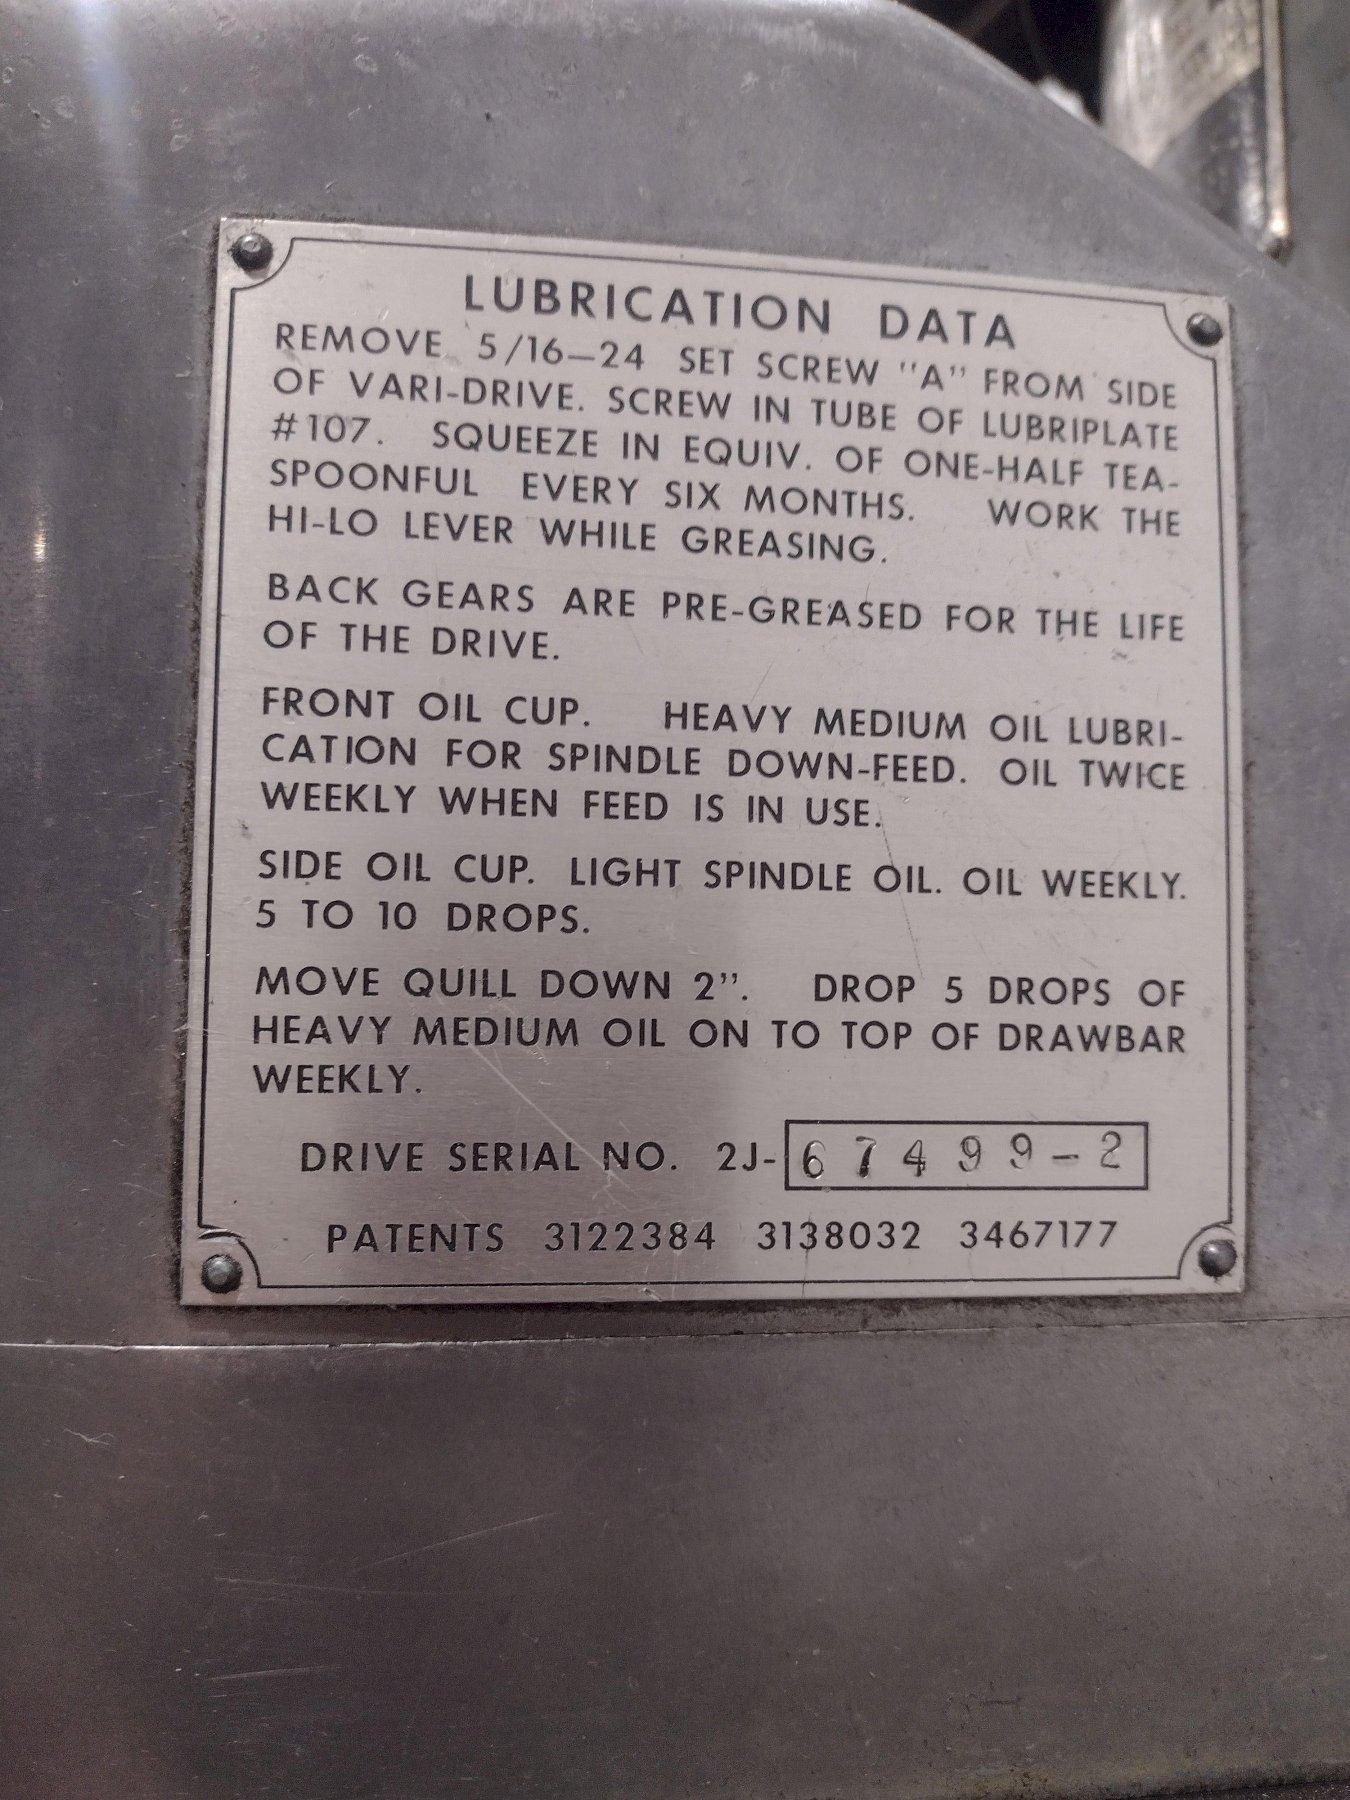 LUBRICATION DATA
REMOVE 5/16-24 SET SCREW "A" FROM SIDE
OF VARI-DRIVE. SCREW IN TUBE OF LUBRIPLATE
#107. SQUEEZE IN EQUIV. OF ONE-HALF TEA-
SPOONFUL EVERY SIX MONTHS. WORK THE
HI-LO LEVER WHILE GREASING.
BACK GEARS ARE PRE-GREASED FOR THE LIFE
OF THE DRIVE.
FRONT OIL CUP. HEAVY MEDIUM OIL LUBRI-
CATION FOR SPINDLE DOWN-FEED. OIL TWICE
WEEKLY WHEN FEED IS IN USE.
SIDE OIL CUP. LIGHT SPINDLE OIL. OIL WEEKLY.
5 TO 10 DROPS.
MOVE QUILL DOWN 2". DROP 5 DROPS OF
HEAVY MEDIUM OIL ON TO TOP OF DRAWBAR
WEEKLY.
DRIVE SERIAL NO. 2J-67499-2
PATENTS 3122384 3138032 3467177